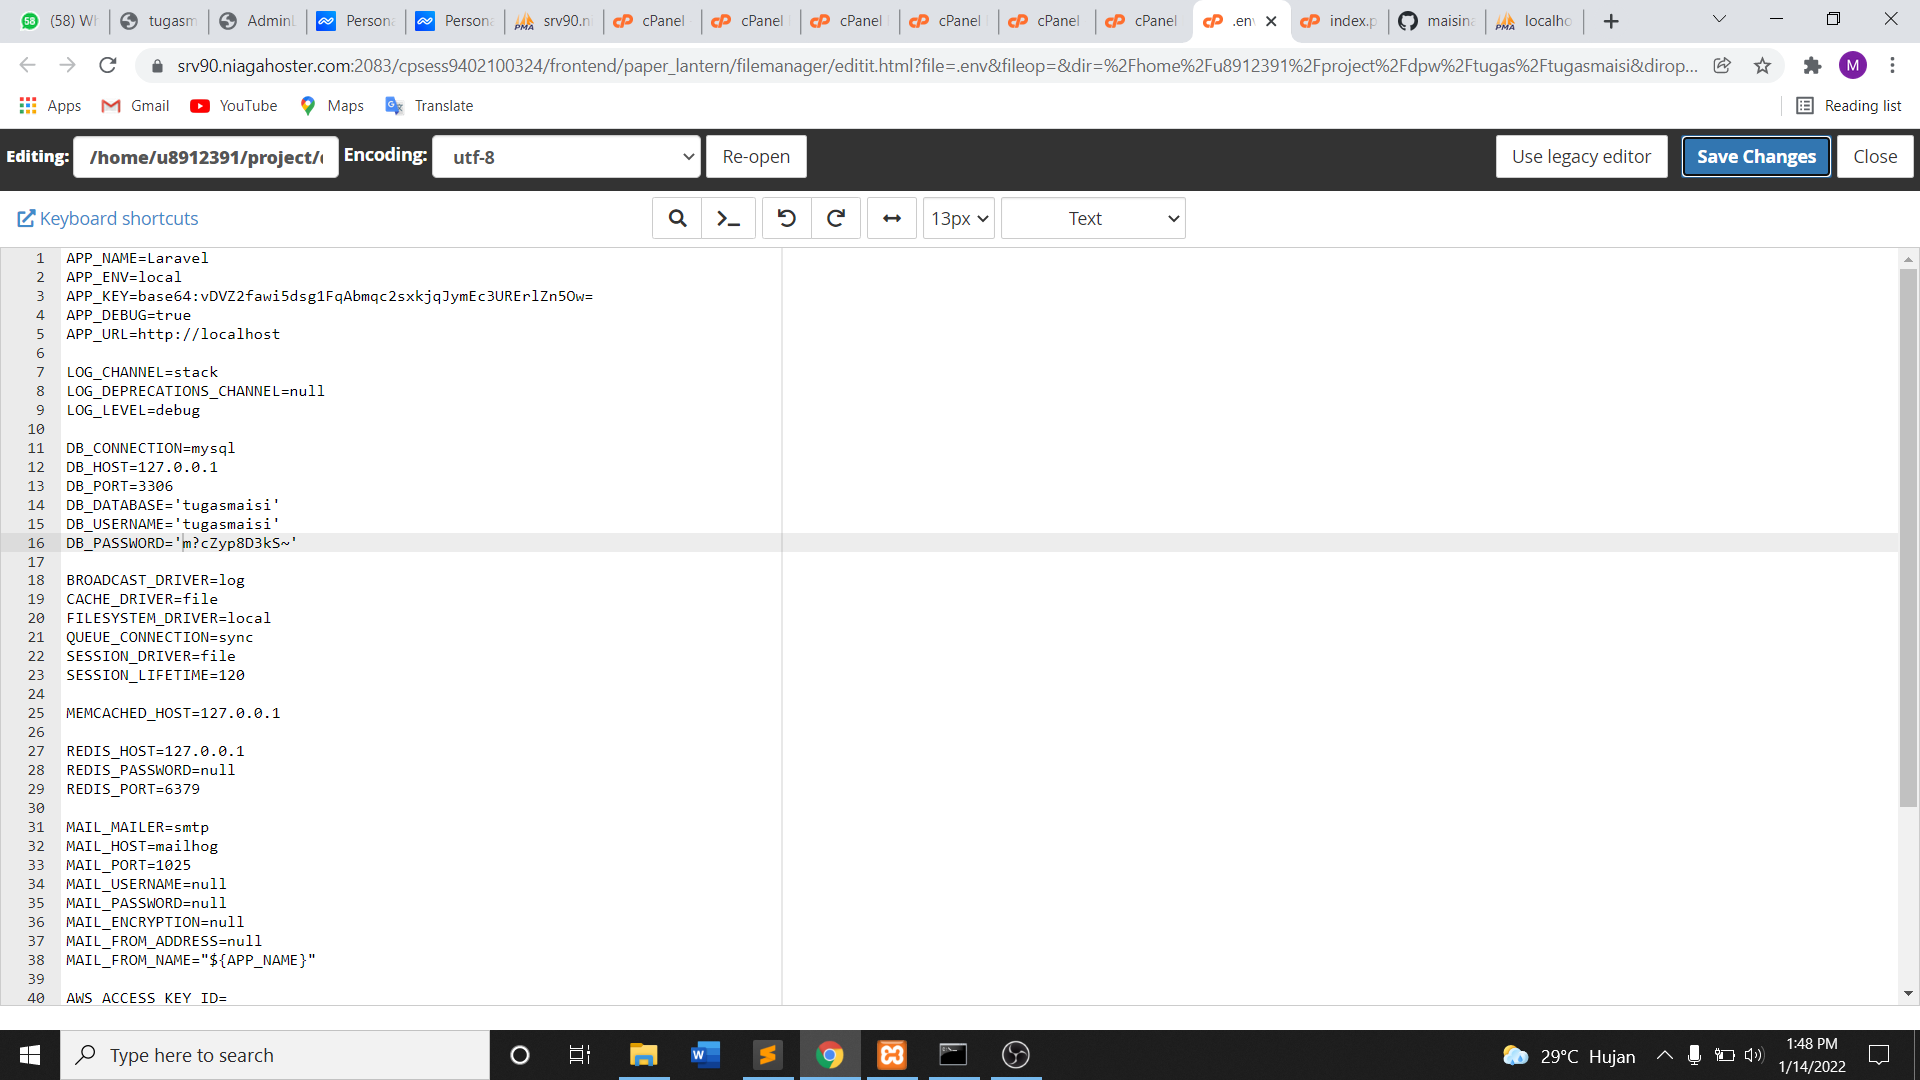 (58) Wh
tugasm
AdminL
Persona
Persona
srv90.n
cPanel
cPanel
cPanel
cPanel
cPanel
cPanel
.env
index.p
maisina
localho
srv90.niagahoster.com:2083/cpsess9402100324/frontend/paper_lantern/filemanager/editit.html?file=.env&fileop=&dir=%2Fhome%2Fu8912391%2Fproject%2Fdpw%2Ftugas%2Ftugasmaisi&dirop...
M
Apps
Gmail
YouTube
Maps
Translate
Reading list
Editing: /home/u8912391/project/ Encoding: utf-8 Re-open
Use legacy editor Save Changes Close
Keyboard shortcuts
13px
Text
1 APP_NAME=Laravel
2 APP_ENV=local
3 APP_KEY=base64:vDVZ2fawi5dsg1FqAbmqc2sxkjqJymEc3URErlZn5Ow=
4 APP_DEBUG=true
5 APP_URL=http://localhost
6
7 LOG_CHANNEL=stack
8 LOG_DEPRECATIONS_CHANNEL=null
9 LOG_LEVEL=debug
10
11 DB_CONNECTION=mysql
12 DB_HOST=127.0.0.1
13 DB_PORT=3306
14 DB_DATABASE='tugasmaisi'
15 DB_USERNAME='tugasmaisi'
16 DB_PASSWORD='m?cZyp8D3kS~'
17
18 BROADCAST_DRIVER=log
19 CACHE_DRIVER=file
20 FILESYSTEM_DRIVER=local
21 QUEUE_CONNECTION=sync
22 SESSION_DRIVER=file
23 SESSION_LIFETIME=120
24
25 MEMCACHED_HOST=127.0.0.1
26
27 REDIS_HOST=127.0.0.1
28 REDIS_PASSWORD=null
29 REDIS_PORT=6379
30
31 MAIL_MAILER=smtp
32 MAIL_HOST=mailhog
33 MAIL_PORT=1025
34 MAIL_USERNAME=null
35 MAIL_PASSWORD=null
36 MAIL_ENCRYPTION=null
37 MAIL_FROM_ADDRESS=null
38 MAIL_FROM_NAME="${APP_NAME}"
39
40 AWS_ACCESS_KEY_ID=
Type here to search
29°C Hujan
1:48 PM
1/14/2022